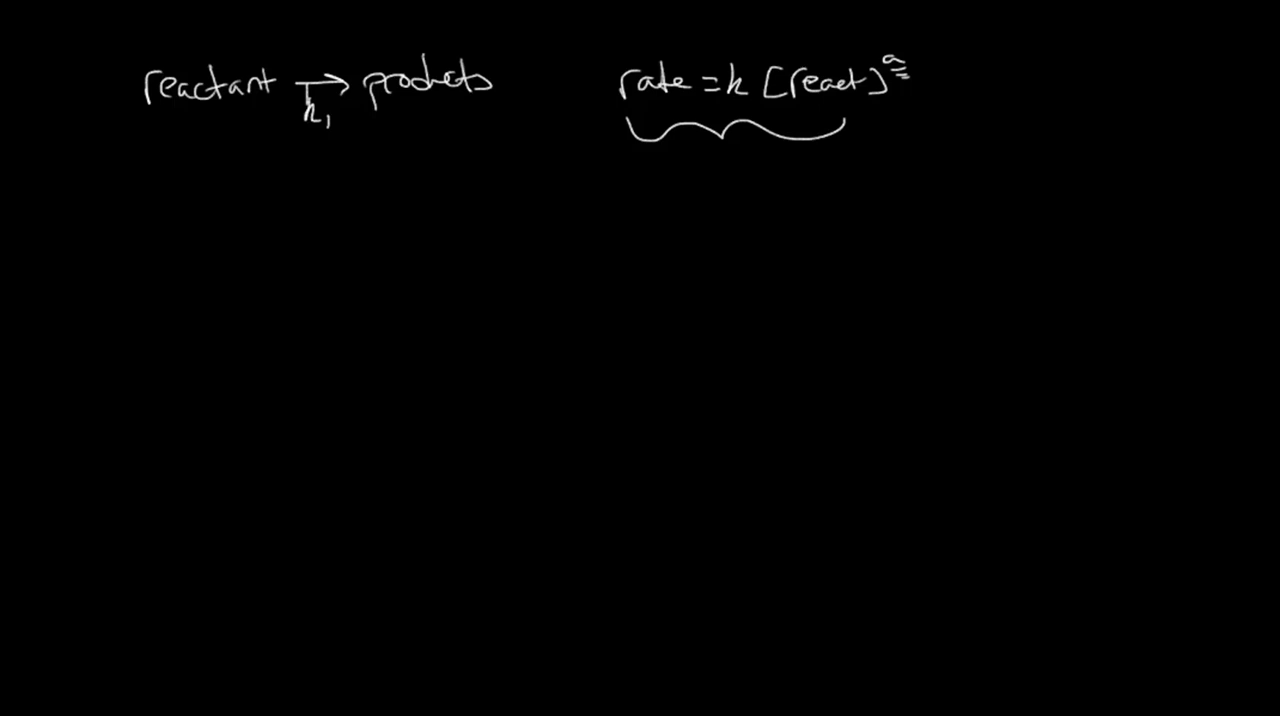 reactant → products rate = k [react]^a
k₁